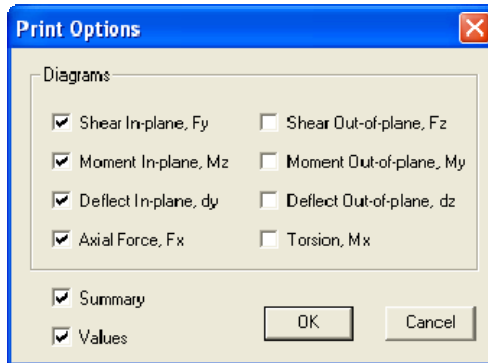 Print Options
Diagrams
Shear In-plane, Fy
Shear Out-of-plane, Fz
Moment In-plane, Mz
Moment Out-of-plane, My
Deflect In-plane, dy
Deflect Out-of-plane, dz
Axial Force, Fx
Torsion, Mx
Summary
Values
OK
Cancel